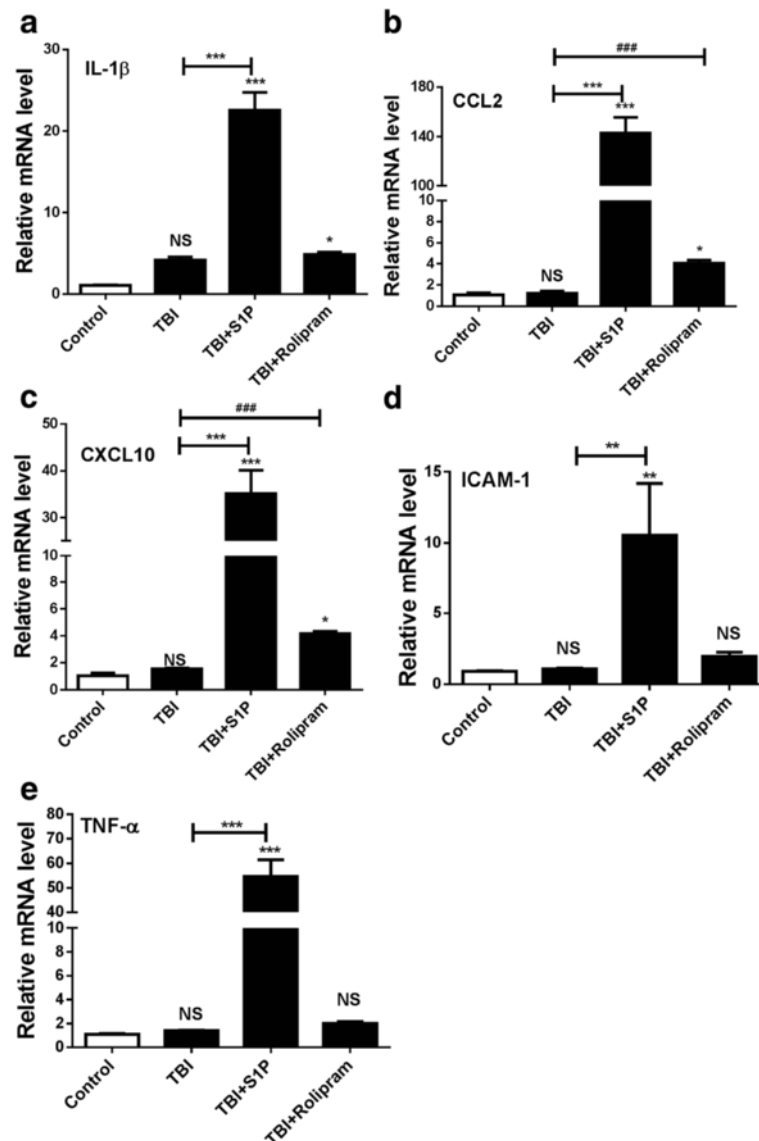 a
IL-1β
***
***
NS
*
Relative mRNA level
30
20
10
0
Control
TBI
TBI+S1P
TBI+Rolipram
b
CCL2
###
***
***
NS
*
Relative mRNA level
180
140
100
10
8
6
4
2
0
Control
TBI
TBI+S1P
TBI+Rolipram
c
CXCL10
###
***
***
NS
*
Relative mRNA level
50
40
30
10
8
6
4
2
0
Control
TBI
TBI+S1P
TBI+Rolipram
d
ICAM-1
**
**
NS
NS
Relative mRNA level
15
10
5
0
Control
TBI
TBI+S1P
TBI+Rolipram
e
TNF-α
***
***
NS
NS
Relative mRNA level
80
70
60
50
40
10
8
6
4
2
0
Control
TBI
TBI+S1P
TBI+Rolipram